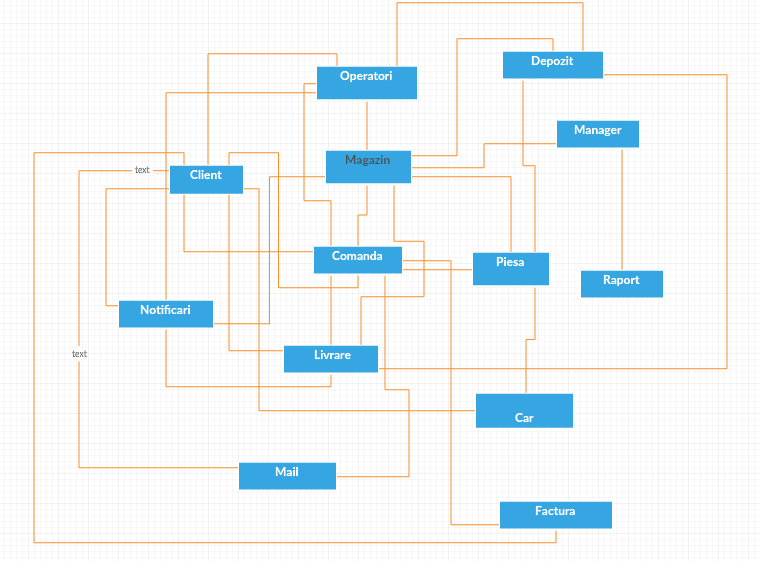 Depozit
Operatori
Manager
Magazin
text
Client
Comanda
Piesa
Raport
Notificari
text
Livrare
Car
Mail
Factura